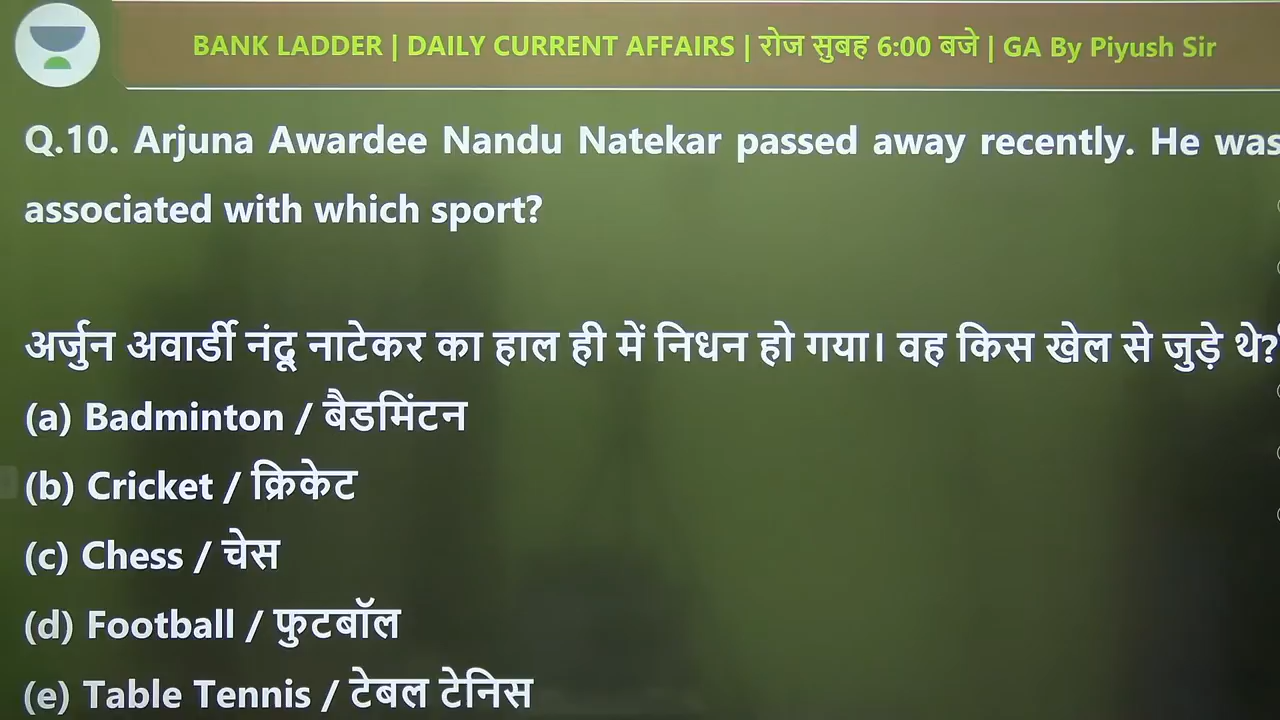 BANK LADDER | DAILY CURRENT AFFAIRS | रोज सुबह 6:00 बजे | GA By Piyush Sir
Q.10. Arjuna Awardee Nandu Natekar passed away recently. He was
associated with which sport?
अर्जुन अवार्डी नंदू नाटेकर का हाल ही में निधन हो गया। वह किस खेल से जुड़े थे?
(a) Badminton / बैडमिंटन
(b) Cricket / क्रिकेट
(c) Chess / चेस
(d) Football / फुटबॉल
(e) Table Tennis / टेबल टेनिस